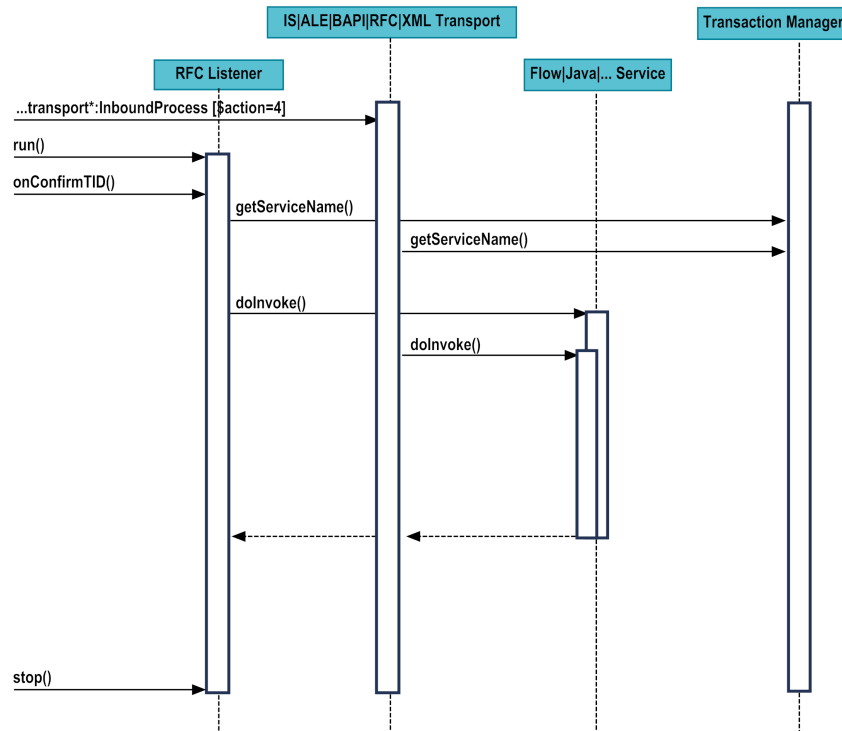 IS|ALE|BAPI|RFC|XML Transport
Transaction Manager
RFC Listener
Flow|Java|... Service
...transport*:InboundProcess [$action=4]
run()
onConfirmTID()
getServiceName()
getServiceName()
doInvoke()
doInvoke()
stop()